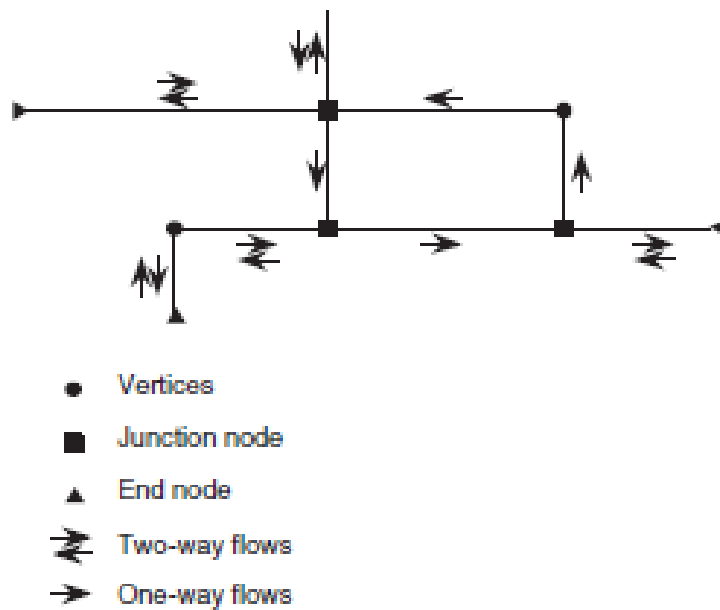 Vertices
Junction node
End node
Two-way flows
One-way flows